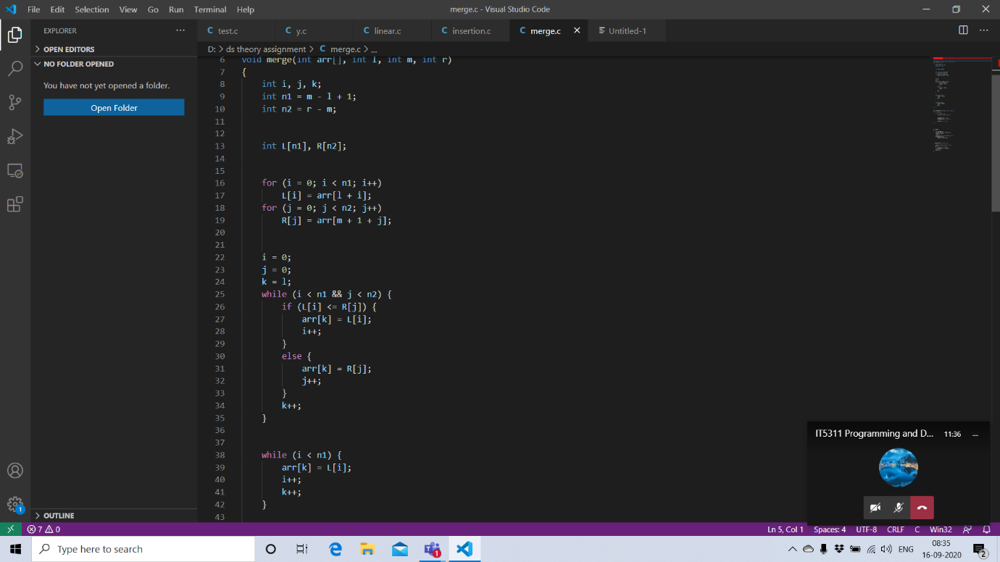 File Edit Selection View Go Run Terminal Help merge.c - Visual Studio Code
EXPLORER ···
C test.c C y.c C linear.c C insertion.c C merge.c × Untitled-1 ···
> OPEN EDITORS
D: > ds theory assignment > C merge.c > ...
NO FOLDER OPENED
You have not yet opened a folder.
Open Folder
6 void merge(int arr[], int l, int m, int r)
7 {
8 int i, j, k;
9 int n1 = m - l + 1;
10 int n2 = r - m;
11
12
13 int L[n1], R[n2];
14
15
16 for (i = 0; i < n1; i++)
17 L[i] = arr[l + i];
18 for (j = 0; j < n2; j++)
19 R[j] = arr[m + 1 + j];
20
21
22 i = 0;
23 j = 0;
24 k = l;
25 while (i < n1 && j < n2) {
26 if (L[i] <= R[j]) {
27 arr[k] = L[i];
28 i++;
29 }
30 else {
31 arr[k] = R[j];
32 j++;
33 }
34 k++;
35 }
36
37
38 while (i < n1) {
39 arr[k] = L[i];
40 i++;
41 k++;
42 }
43
IT5311 Programming and D... 11:36
1
> OUTLINE
7 0 Ln 5, Col 1 Spaces: 4 UTF-8 CRLF C Win32
Type here to search
1
ENG
08:35
16-09-2020
2